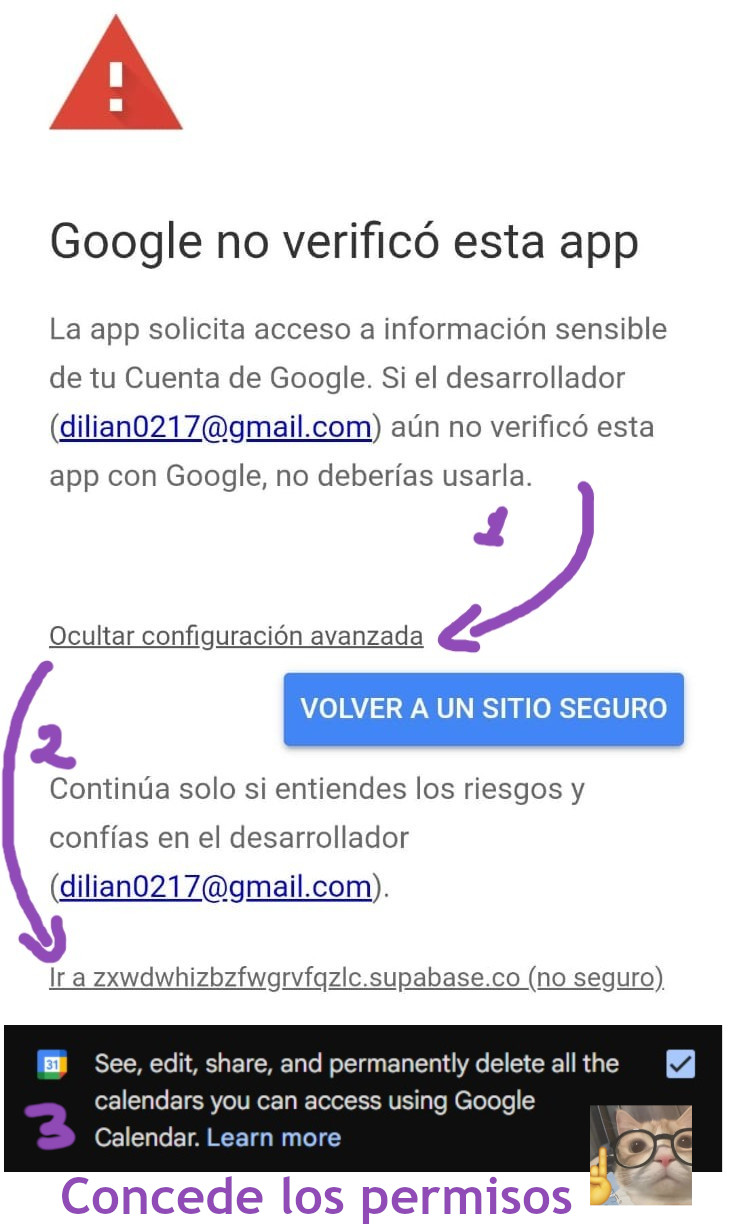 Google no verificó esta app
La app solicita acceso a información sensible
de tu Cuenta de Google. Si el desarrollador
(dilian0217@gmail.com) aún no verificó esta
app con Google, no deberías usarla.
1
Ocultar configuración avanzada
VOLVER A UN SITIO SEGURO
2
Continúa solo si entiendes los riesgos y
confías en el desarrollador
(dilian0217@gmail.com).
Ir a zxwdwhizbzfwgrvfqzlc.supabase.co (no seguro)
31
See, edit, share, and permanently delete all the
calendars you can access using Google
3
Calendar. Learn more
Concede los permisos